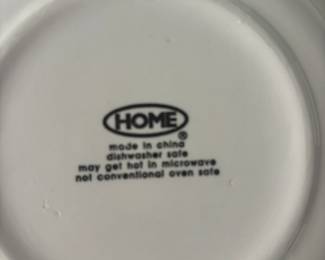 HOME
®
made in china
dishwasher safe
may get hot in microwave
not conventional oven safe